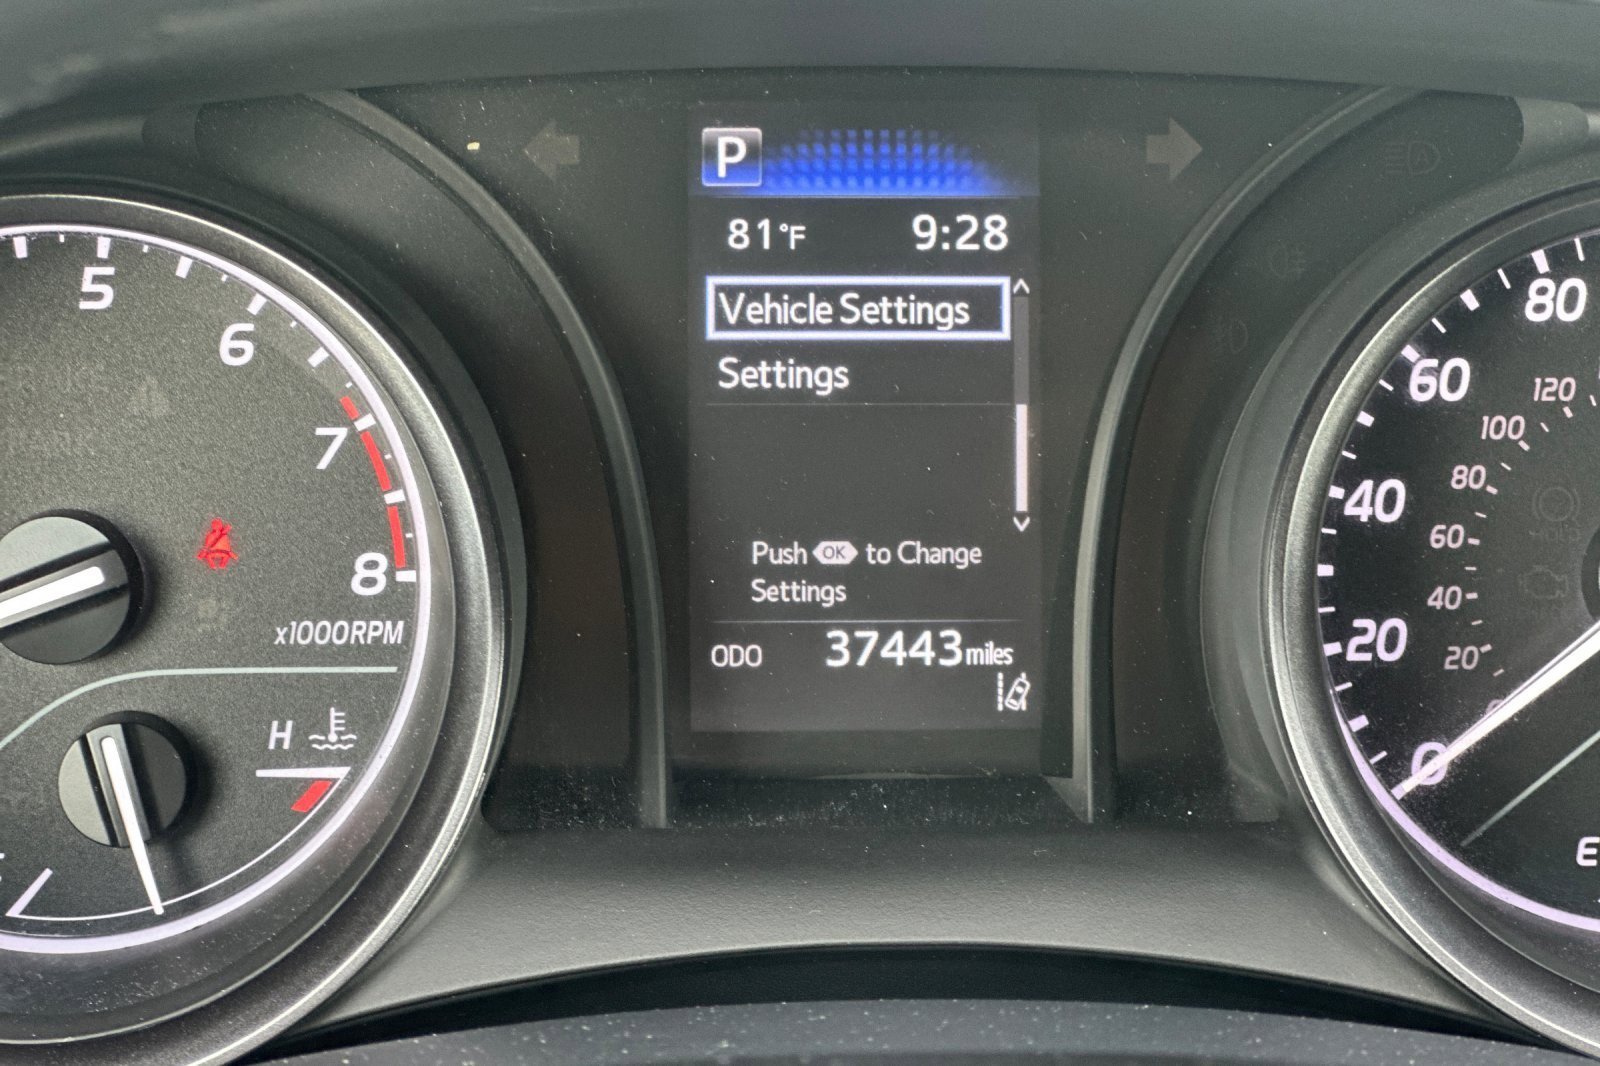 P
81°F 9:28
Vehicle Settings
Settings
Push OK to Change
Settings
ODO 37443 miles
5
6
7
8
x1000RPM
H
80
60
40
20
0
120
100
80
60
40
20
E